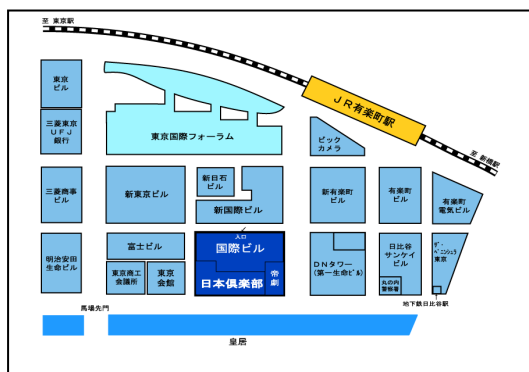 至 東京駅
JR有楽町駅
至 新橋駅
東京
ビル
三菱東京
UFJ
銀行
東京国際フォーラム
ビック
カメラ
三菱商事
ビル
新東京ビル
新日石
ビル
新国際ビル
新有楽町
ビル
有楽町
ビル
有楽町
電気ビル
入口
明治安田
生命ビル
富士ビル
東京商工
会議所
東京
会館
国際ビル
日本倶楽部
帝
劇
DNタワー
(第一生命ビル)
日比谷
サンケイ
ビル
丸の内
警察署
ザ・
ペニンシュラ
東京
地下鉄日比谷駅
馬場先門
皇居